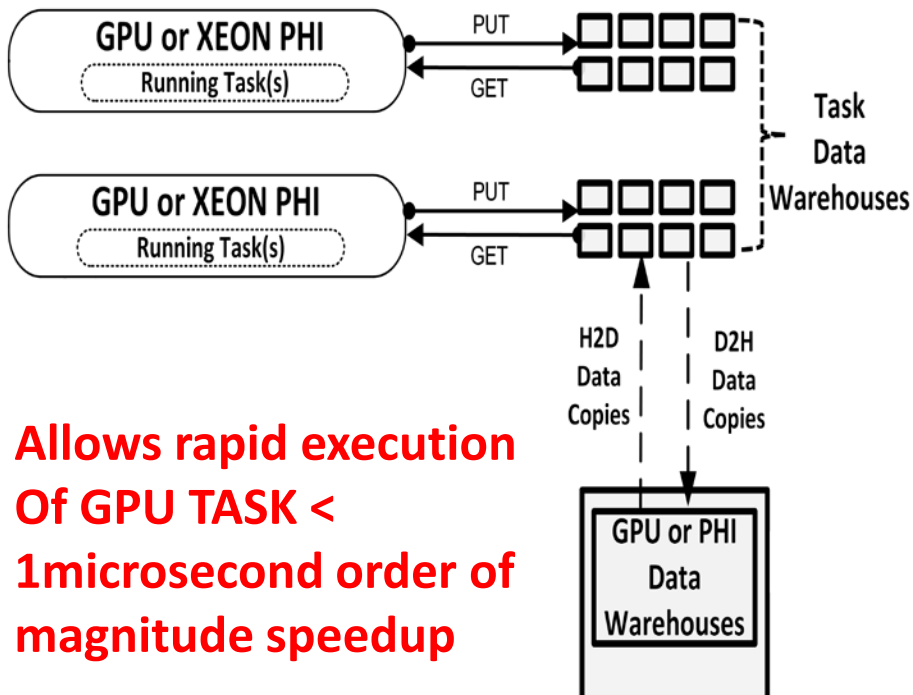 GPU or XEON PHI
Running Task(s)
PUT
GET
Task
Data
Warehouses
GPU or XEON PHI
Running Task(s)
PUT
GET
H2D
Data
Copies
D2H
Data
Copies
Allows rapid execution
Of GPU TASK <
1microsecond order of
magnitude speedup
GPU or PHI
Data
Warehouses